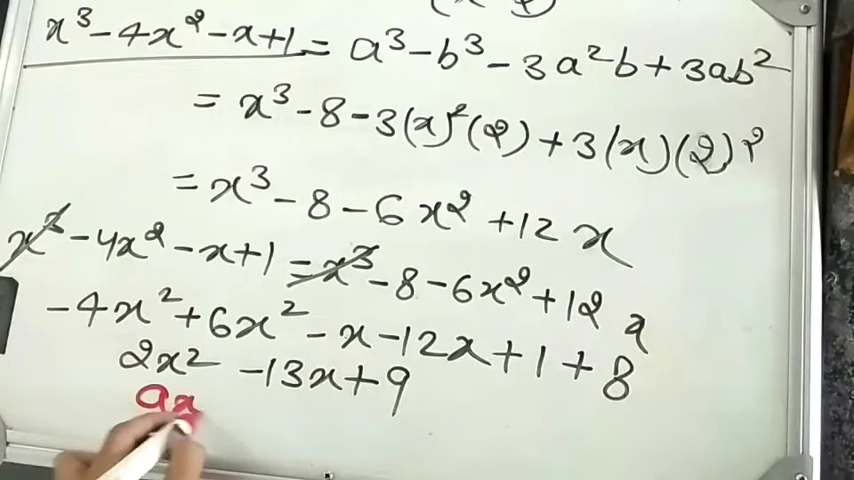 x³ - 4x² - x + 1 = a³ - b³ - 3a²b + 3ab²
= x³ - 8 - 3(x)²(2) + 3(x)(2)²
= x³ - 8 - 6x² + 12x
x³ - 4x² - x + 1 = x³ - 8 - 6x² + 12x
-4x² + 6x² - x - 12x + 1 + 8
2x² - 13x + 9
ax